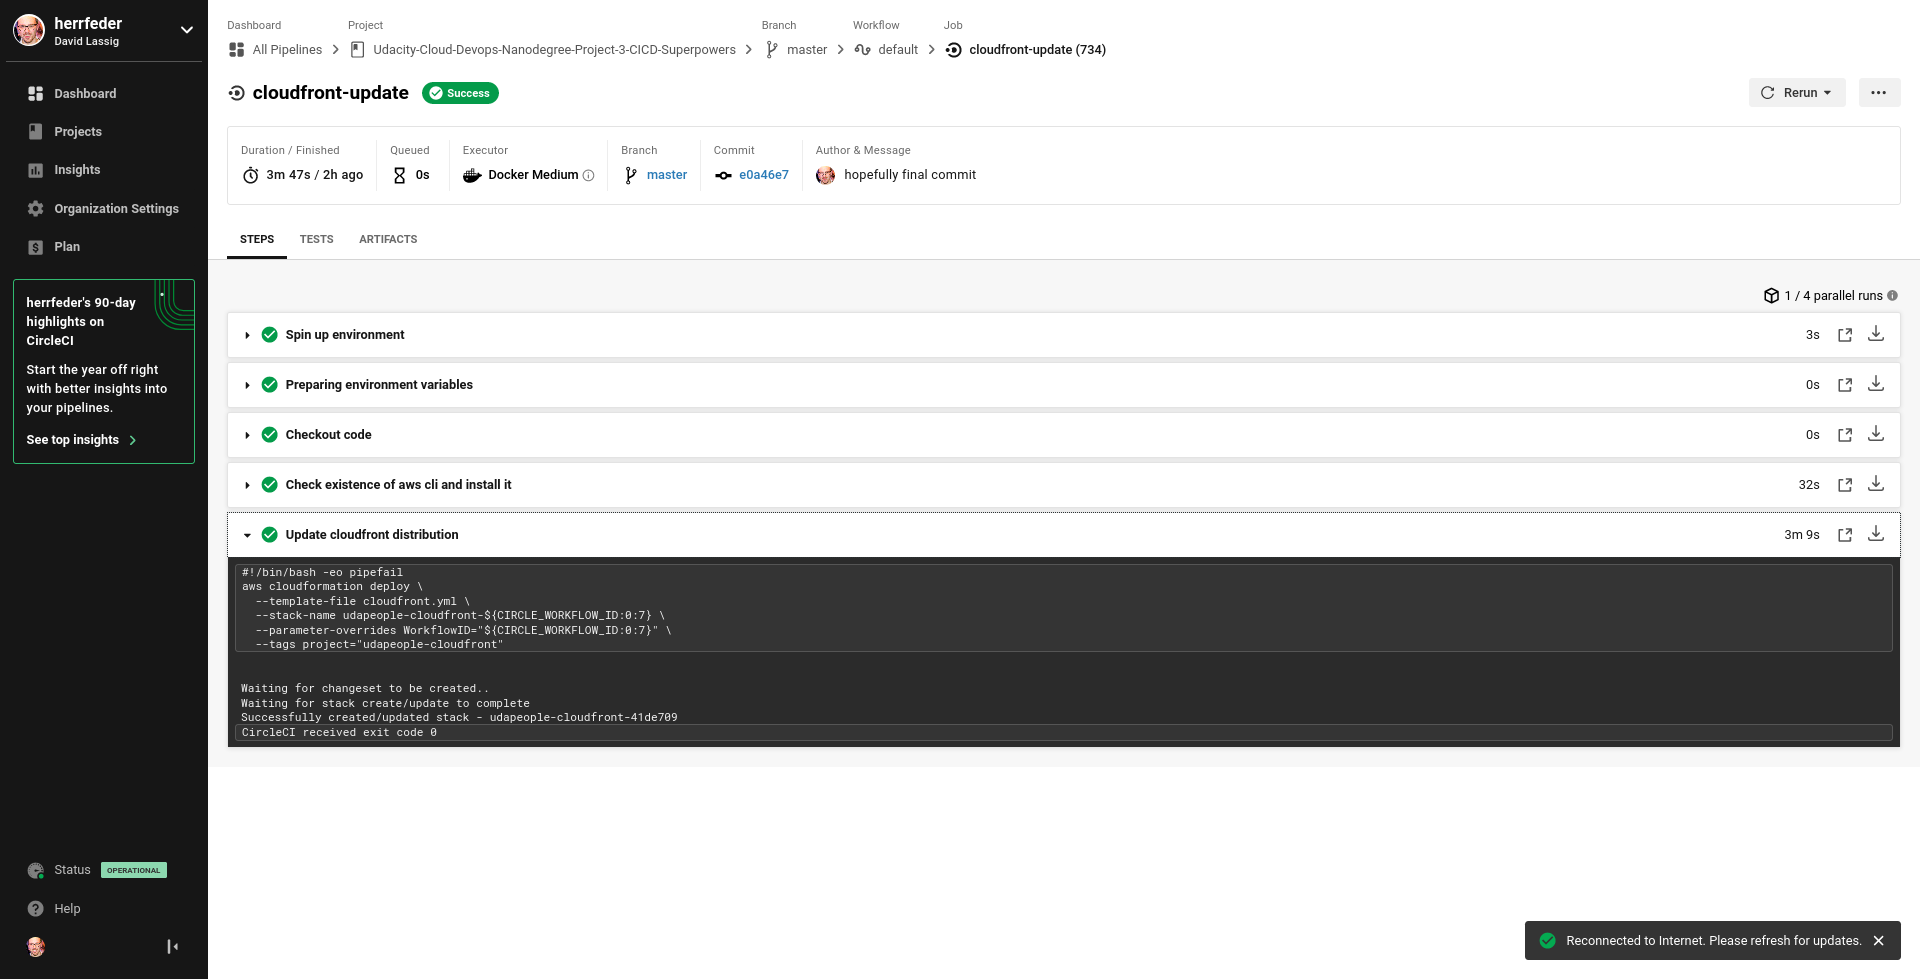 herrfeder
David Lassig
Dashboard
Projects
Insights
Organization Settings
Plan
herrfeder's 90-day
highlights on
CircleCI
Start the year off right
with better insights into
your pipelines.
See top insights
Status OPERATIONAL
Help
Dashboard Project Branch Workflow Job
All Pipelines Udacity-Cloud-Devops-Nanodegree-Project-3-CICD-Superpowers master default cloudfront-update (734)
cloudfront-update Success
Rerun
Duration / Finished Queued Executor Branch Commit Author & Message
3m 47s / 2h ago 0s Docker Medium master e0a46e7 hopefully final commit
STEPS TESTS ARTIFACTS
1 / 4 parallel runs
Spin up environment 3s
Preparing environment variables 0s
Checkout code 0s
Check existence of aws cli and install it 32s
Update cloudfront distribution 3m 9s
#!/bin/bash -eo pipefail
aws cloudformation deploy \
--template-file cloudfront.yml \
--stack-name udapeople-cloudfront-${CIRCLE_WORKFLOW_ID:0:7} \
--parameter-overrides WorkflowID="${CIRCLE_WORKFLOW_ID:0:7}" \
--tags project="udapeople-cloudfront"
Waiting for changeset to be created..
Waiting for stack create/update to complete
Successfully created/updated stack - udapeople-cloudfront-41de709
CircleCI received exit code 0
Reconnected to Internet. Please refresh for updates.